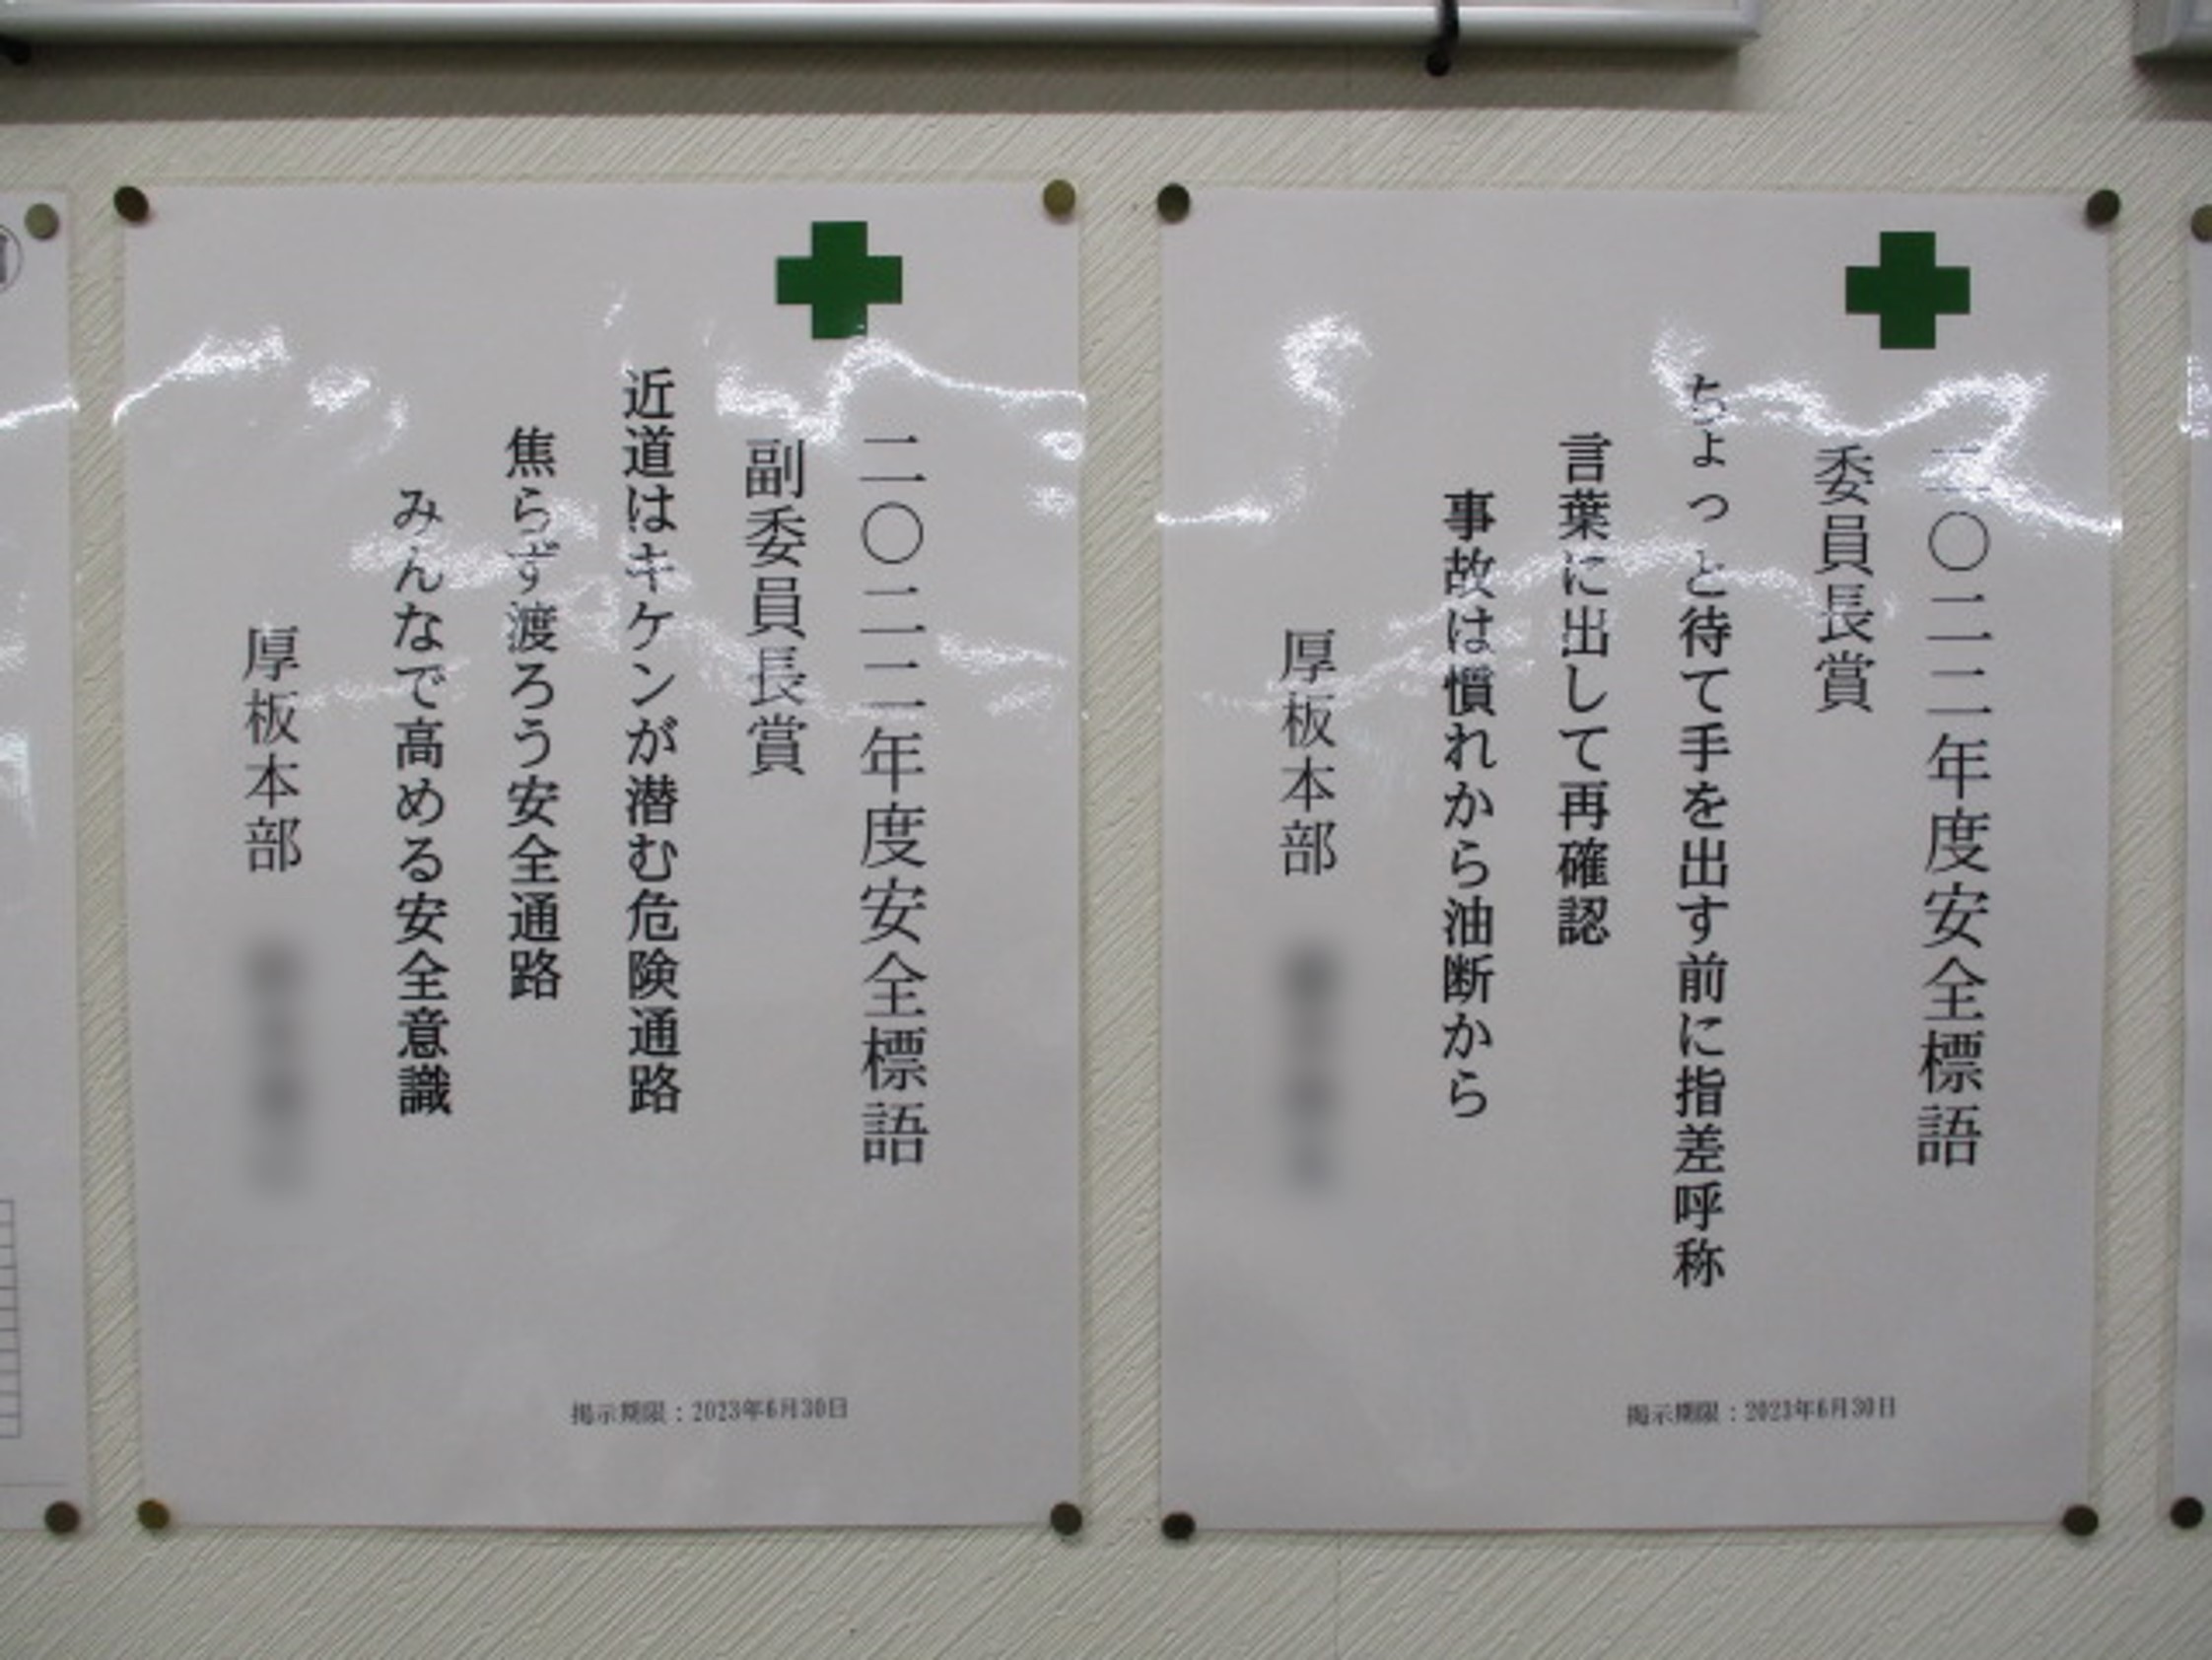 二〇二二年度安全標語
委員長賞
ちょっと待て手を出す前に指差呼称
言葉に出して再確認
事故は慣れから油断から
厚板本部
掲示期限：2023年6月30日
二〇二二年度安全標語
副委員長賞
近道はキケンが潜む危険通路
焦らず渡ろう安全通路
みんなで高める安全意識
厚板本部
掲示期限：2023年6月30日